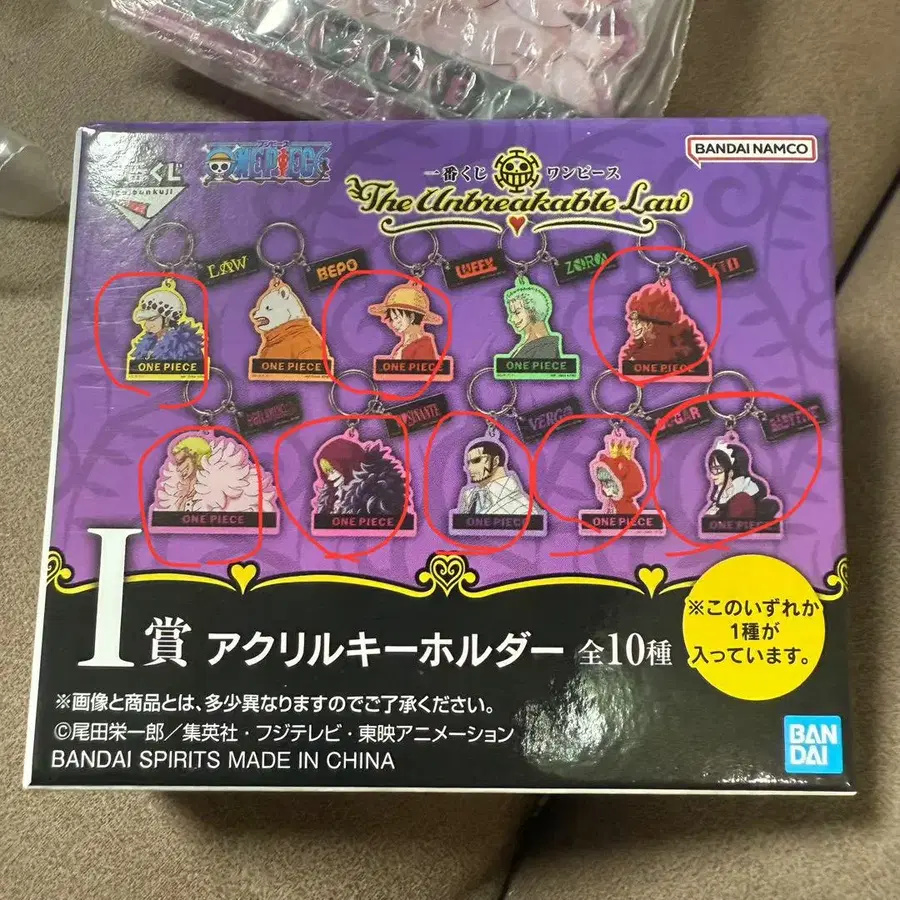 一番くじ
ichibankuji
ワンピース
ONE PIECE
BANDAI NAMCO
一番くじ ワンピース
The Unbreakable Law
LAW
BEPO
LUFFY
ZORO
ONE PIECE
ONE PIECE
ONE PIECE
ONE PIECE
ONE PIECE
VERGO
ONE PIECE
ONE PIECE
ONE PIECE
ONE PIECE
ONE PIECE
I賞 アクリルキーホルダー 全10種
※このいずれか
1種が
入っています。
※画像と商品とは、多少異なりますのでご了承ください。
©尾田栄一郎/集英社・フジテレビ・東映アニメーション
BANDAI SPIRITS MADE IN CHINA
BAN
DAI